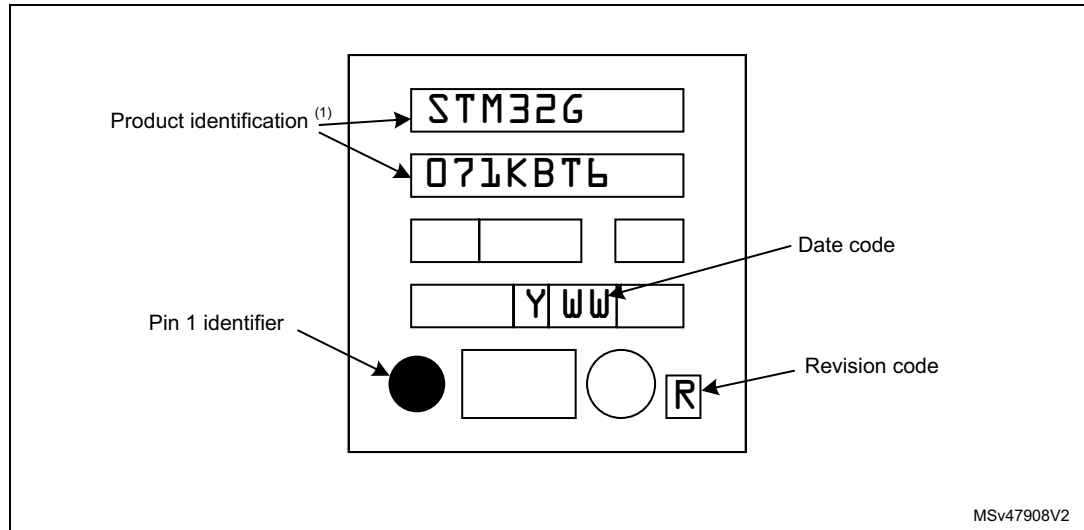 STM32G
Product identification (1)
071KBT6
Date code
Y WW
Pin 1 identifier
Revision code
R
MSv47908V2